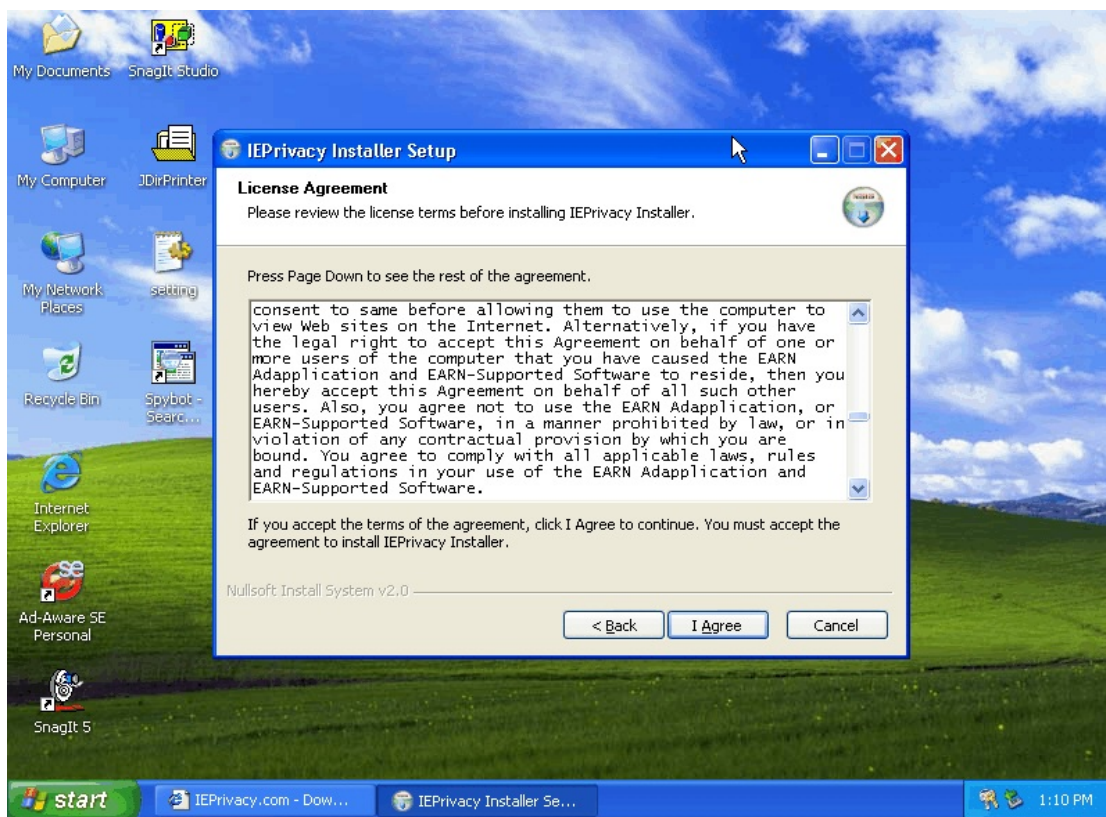 My Documents
SnagIt Studio
My Computer
JDirPrinter
My Network
Places
setting
Recycle Bin
Spybot -
Searc...
Internet
Explorer
Ad-Aware SE
Personal
SnagIt 5
IEPrivacy Installer Setup
License Agreement
Please review the license terms before installing IEPrivacy Installer.
Press Page Down to see the rest of the agreement.
consent to same before allowing them to use the computer to
view Web sites on the Internet. Alternatively, if you have
the legal right to accept this Agreement on behalf of one or
more users of the computer that you have caused the EARN
Adapplication and EARN-Supported Software to reside, then you
hereby accept this Agreement on behalf of all such other
users. Also, you agree not to use the EARN Adapplication, or
EARN-Supported Software, in a manner prohibited by law, or in
violation of any contractual provision by which you are
bound. You agree to comply with all applicable laws, rules
and regulations in your use of the EARN Adapplication and
EARN-Supported Software.
If you accept the terms of the agreement, click I Agree to continue. You must accept the
agreement to install IEPrivacy Installer.
Nullsoft Install System v2.0
< Back
I Agree
Cancel
start
IEPrivacy.com - Dow...
IEPrivacy Installer Se...
1:10 PM